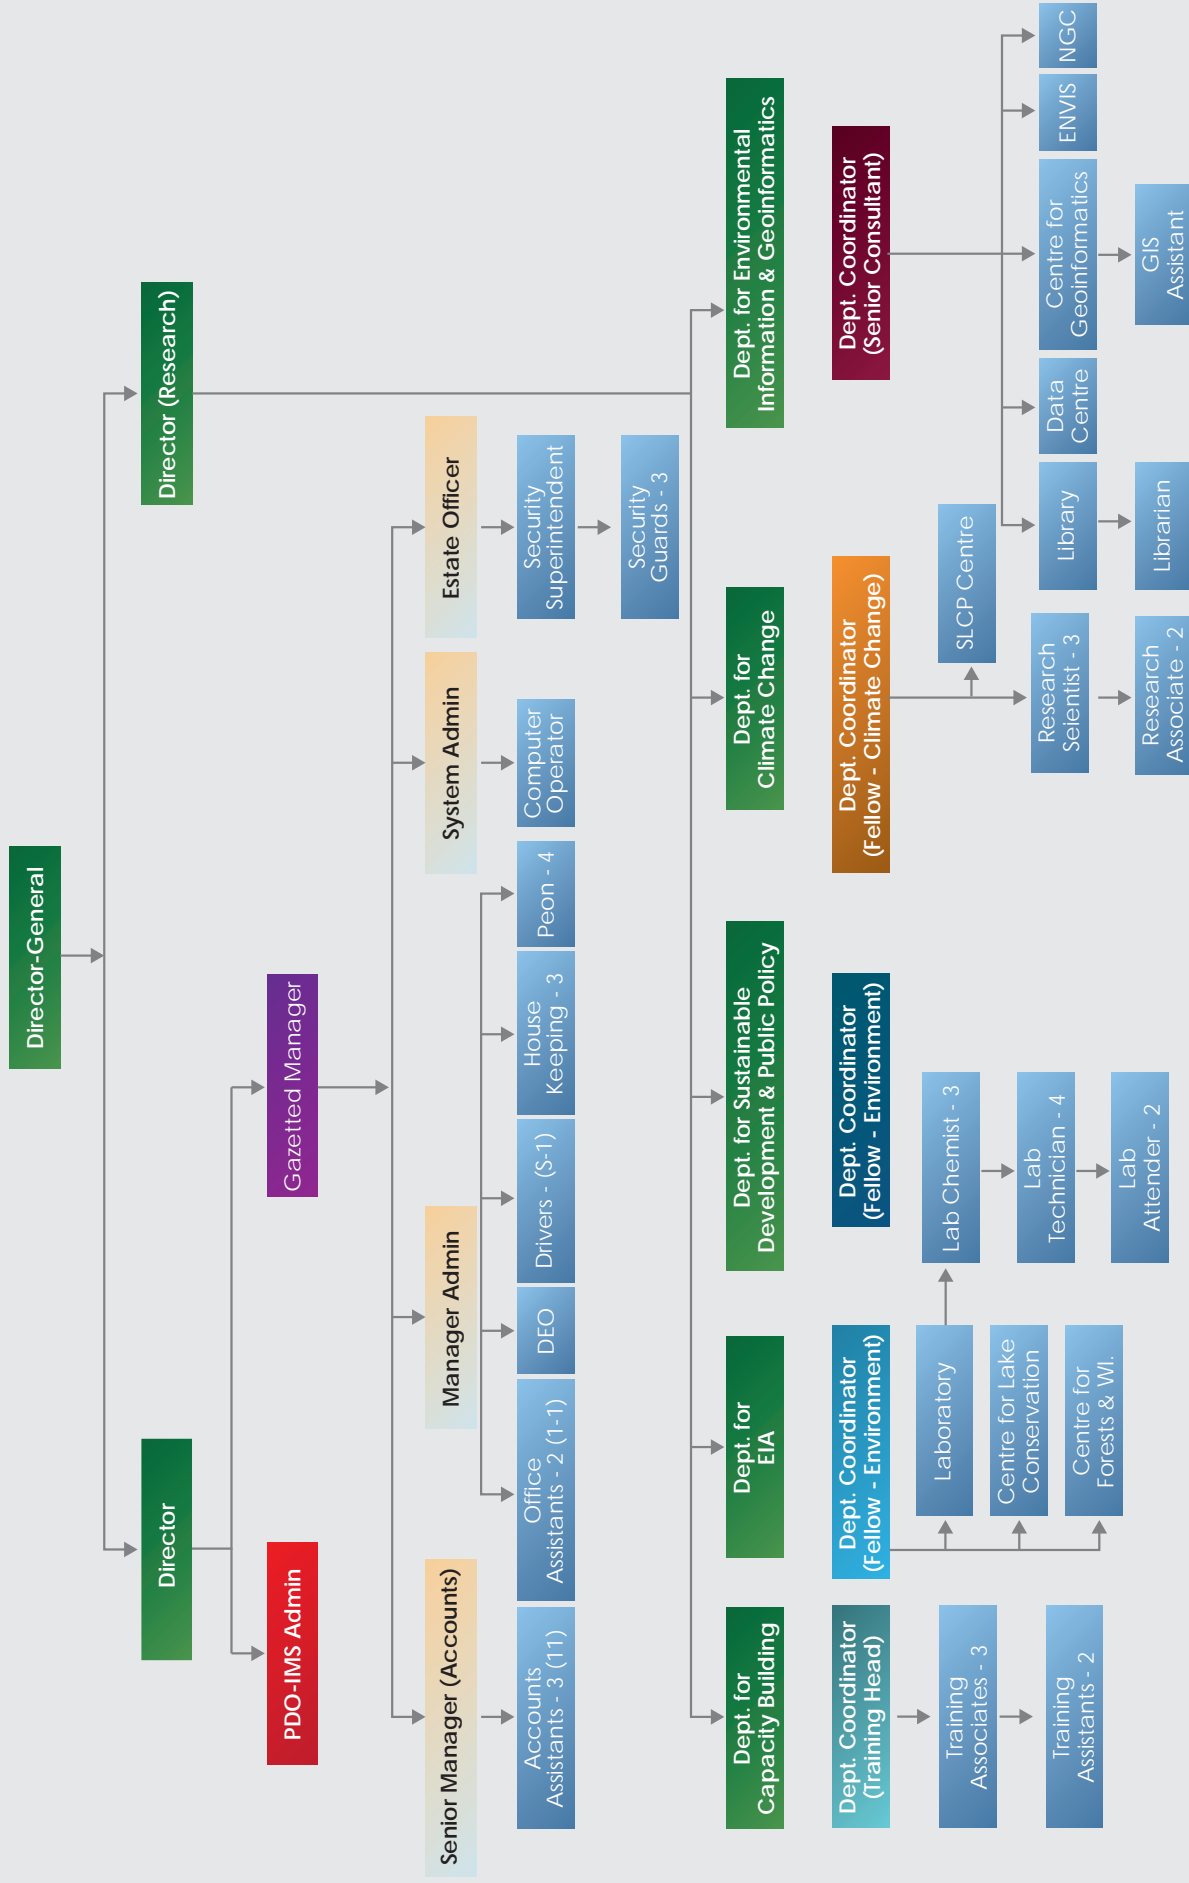 Director-General
Director
Director (Research)
PDO-IMS Admin
Gazetted Manager
Senior Manager (Accounts)
Manager Admin
System Admin
Estate Officer
Accounts
Assistants - 3 (11)
Office
Assistants - 2 (1-1)
DEO
Drivers - (S-1)
House
Keeping - 3
Peon - 4
Computer
Operator
Security
Superintendent
Security
Guards - 3
Dept. for
Capacity Building
Dept. for
EIA
Dept. for Sustainable
Development & Public Policy
Dept. for
Climate Change
Dept. for Environmental
Information & Geoinformatics
Dept. Coordinator
(Training Head)
Dept. Coordinator
(Fellow - Environment)
Dept. Coordinator
(Fellow - Environment)
Dept. Coordinator
(Fellow - Climate Change)
Dept. Coordinator
(Senior Consultant)
Training
Associates - 3
Training
Assistants - 2
Laboratory
Centre for Lake
Conservation
Centre for
Forests & WI.
Lab Chemist - 3
Lab
Technician - 4
Lab
Attender - 2
SLCP Centre
Research
Seientist - 3
Research
Associate - 2
Library
Data
Centre
Centre for
Geoinformatics
ENVIS
NGC
Librarian
GIS
Assistant